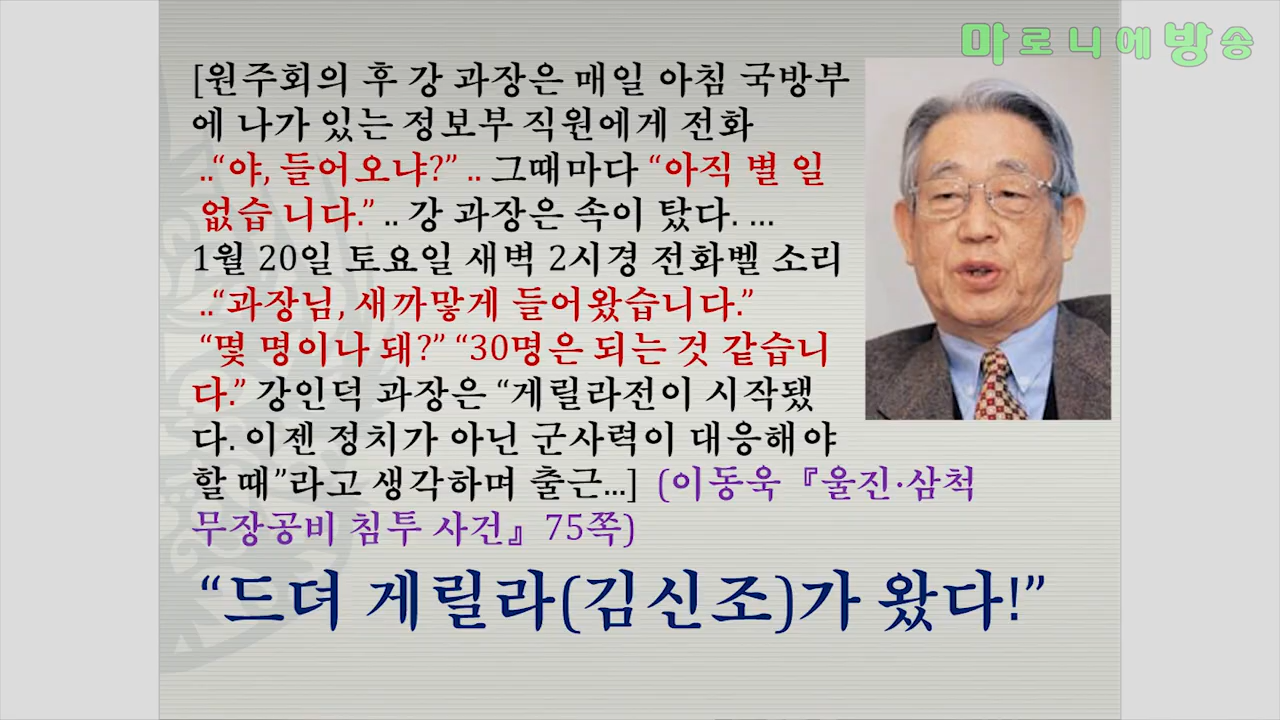 마로니에방송
[원주회의 후 강 과장은 매일 아침 국방부
에 나가 있는 정보부 직원에게 전화
..“야, 들어오냐?” .. 그때마다 “아직 별 일
없습 니다.” .. 강 과장은 속이 탔다. ...
1월 20일 토요일 새벽 2시경 전화벨 소리
..“과장님, 새까맣게 들어왔습니다.”
“몇 명이나 돼?” “30명은 되는 것 같습니
다.” 강인덕 과장은 “게릴라전이 시작됐
다. 이젠 정치가 아닌 군사력이 대응해야
할 때”라고 생각하며 출근...] (이동욱『울진·삼척
무장공비 침투 사건』75쪽)
“드뎌 게릴라(김신조)가 왔다!”